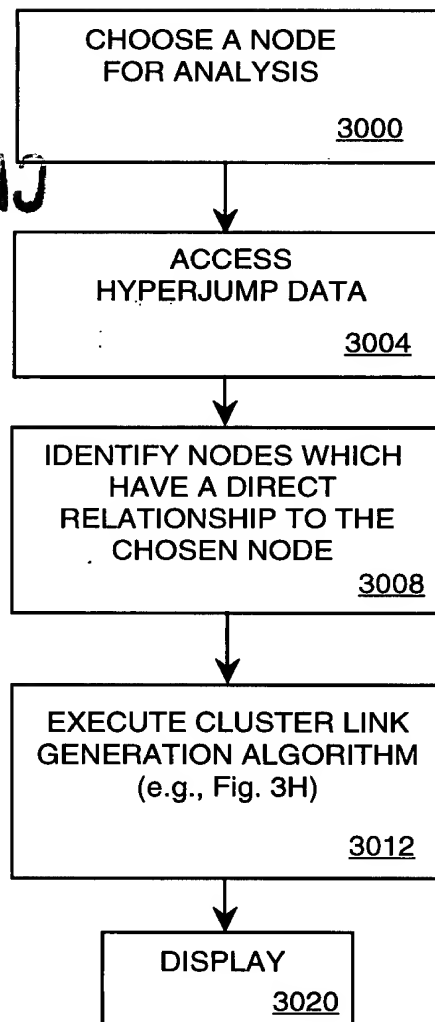 CHOOSE A NODE
FOR ANALYSIS
3000
ACCESS
HYPERJUMP DATA
3004
IDENTIFY NODES WHICH
HAVE A DIRECT
RELATIONSHIP TO THE
CHOSEN NODE
3008
EXECUTE CLUSTER LINK
GENERATION ALGORITHM
(e.g., Fig. 3H)
3012
DISPLAY
3020